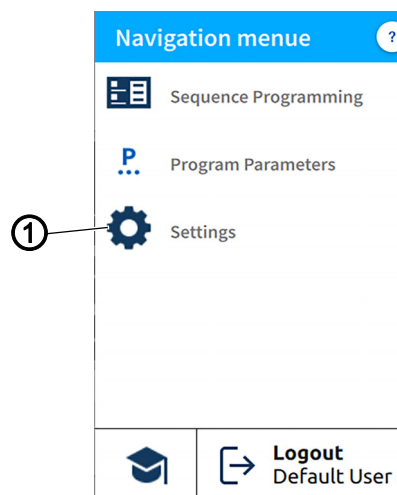 Navigation menue
?
Sequence Programming
P
Program Parameters
1
Settings
Logout
Default User